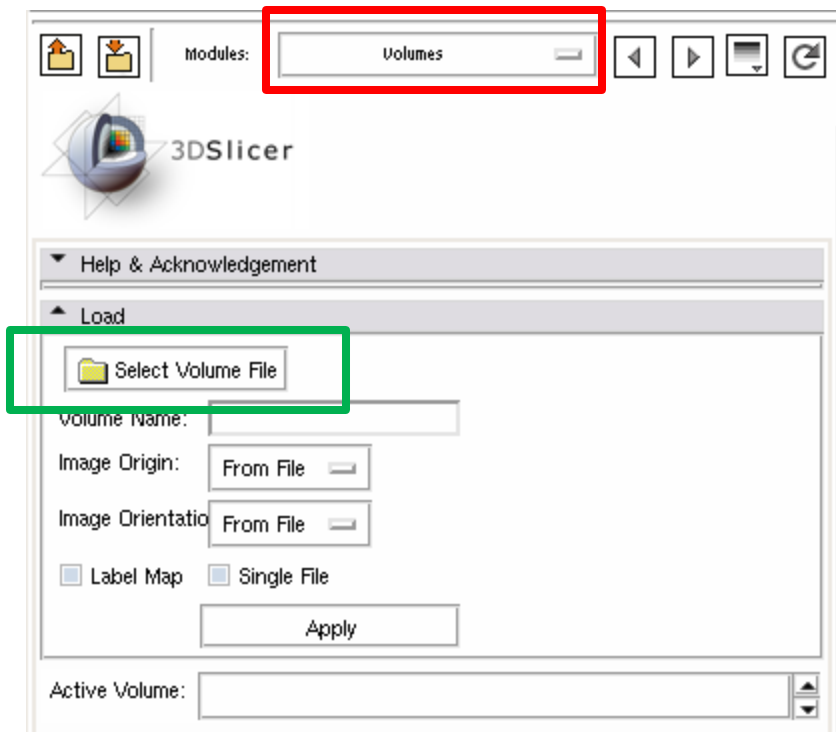 Modules: Volumes
3DSlicer
Help & Acknowledgement
Load
Select Volume File
Volume Name:
Image Origin: From File
Image Orientatio From File
Label Map Single File
Apply
Active Volume: